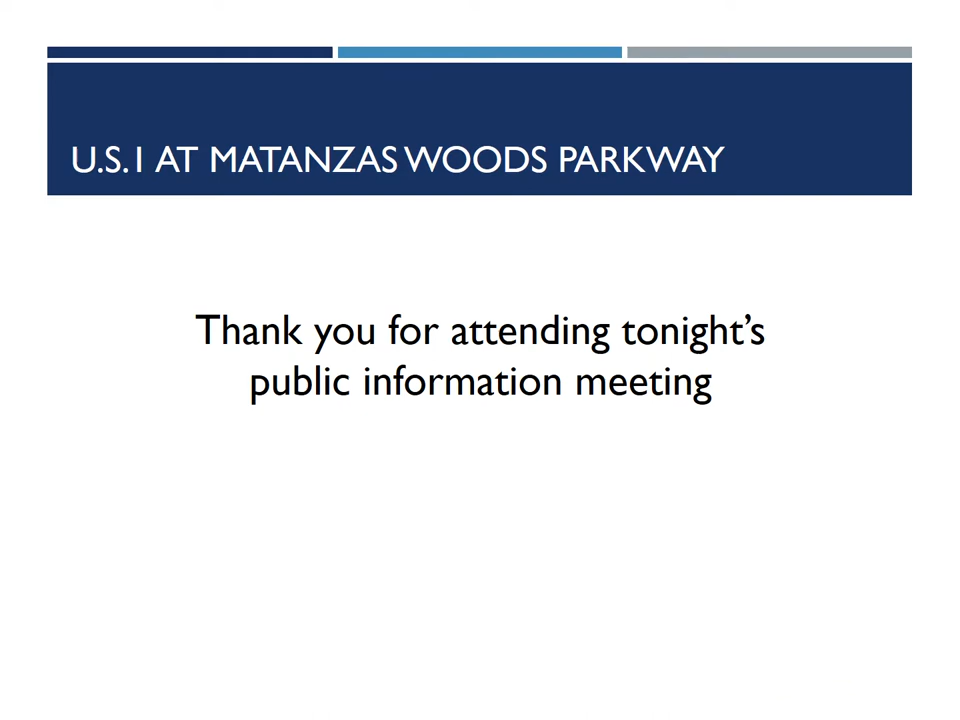 U.S.1 AT MATANZAS WOODS PARKWAY
Thank you for attending tonight’s
public information meeting